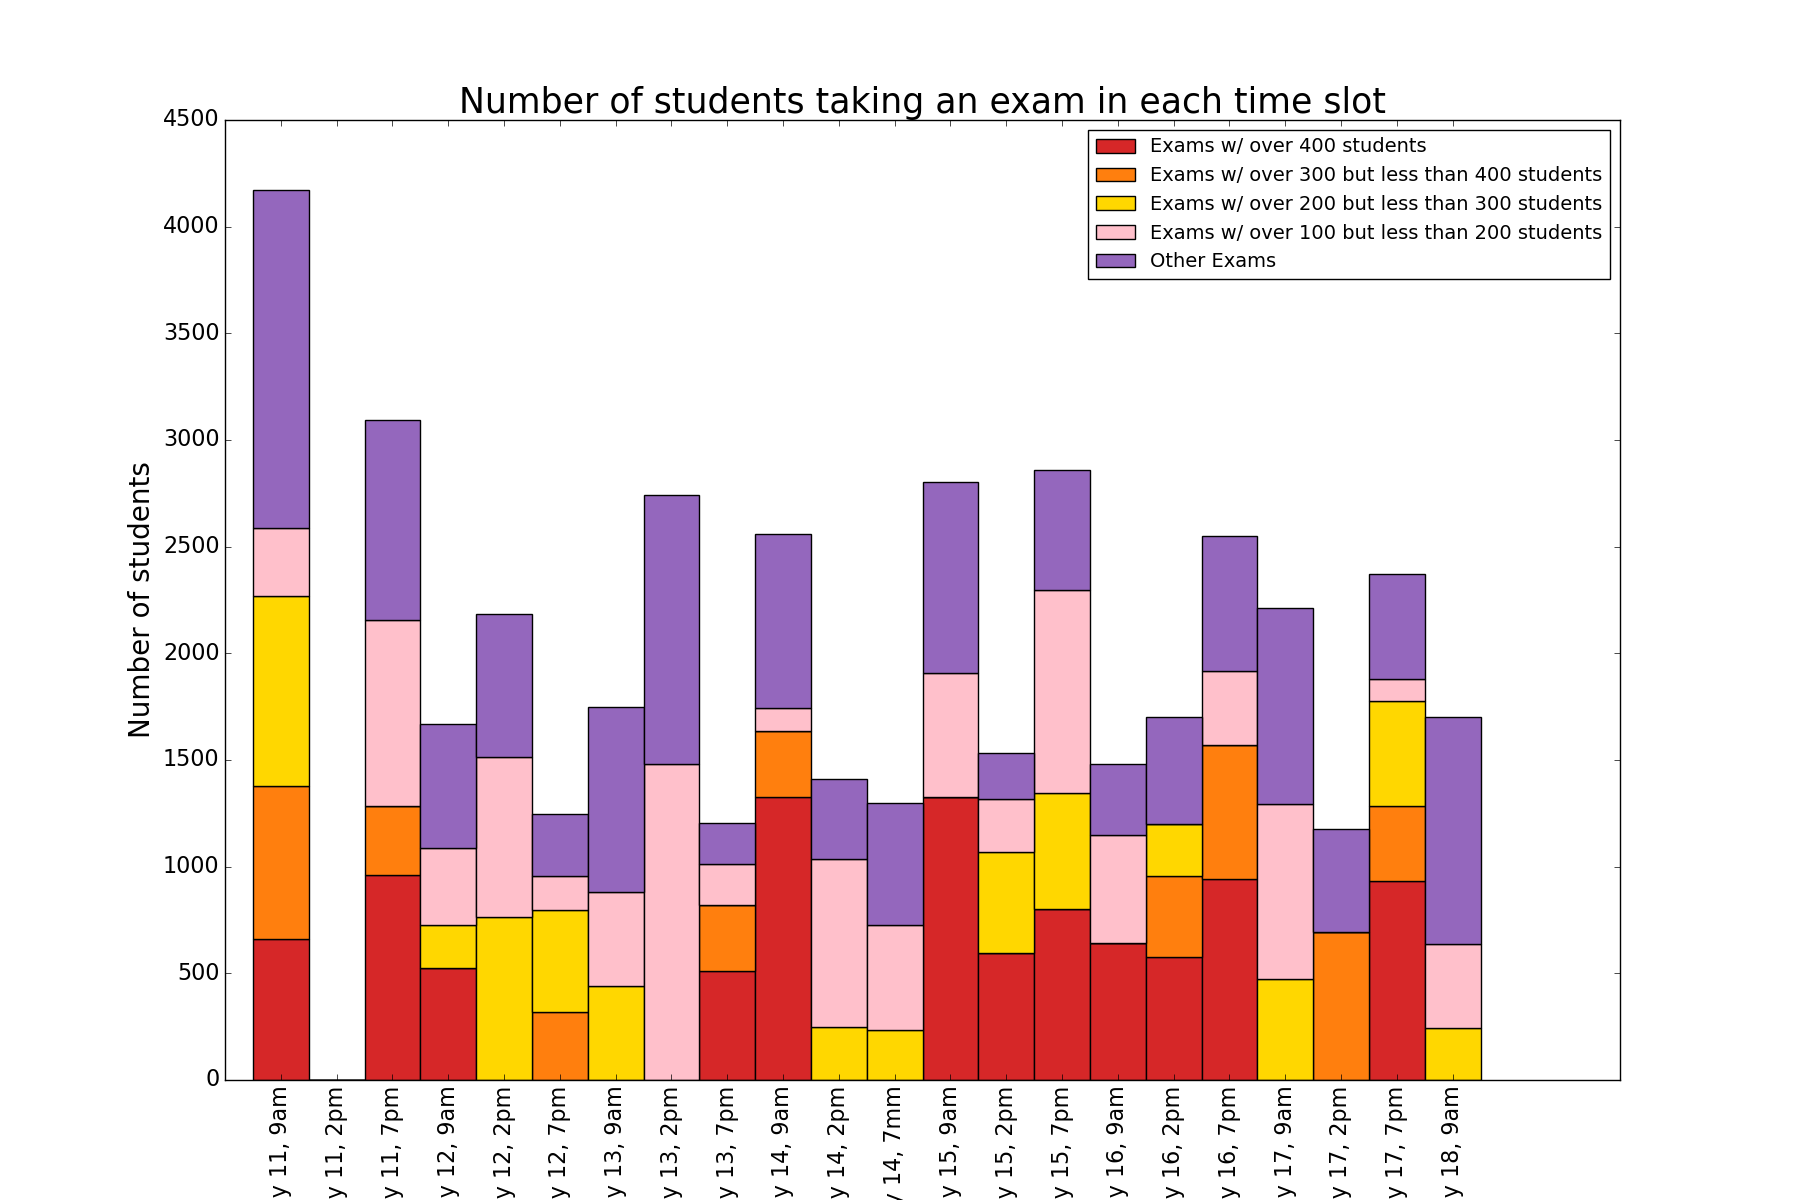 Number of students taking an exam in each time slot
4500
4000
3500
3000
2500
2000
1500
1000
500
0
Number of students
Exams w/ over 400 students
Exams w/ over 300 but less than 400 students
Exams w/ over 200 but less than 300 students
Exams w/ over 100 but less than 200 students
Other Exams
y 11, 9am
y 11, 2pm
y 11, 7pm
y 12, 9am
y 12, 2pm
y 12, 7pm
y 13, 9am
y 13, 2pm
y 13, 7pm
y 14, 9am
y 14, 2pm
y 14, 7mm
y 15, 9am
y 15, 2pm
y 15, 7pm
y 16, 9am
y 16, 2pm
y 16, 7pm
y 17, 9am
y 17, 2pm
y 17, 7pm
y 18, 9am